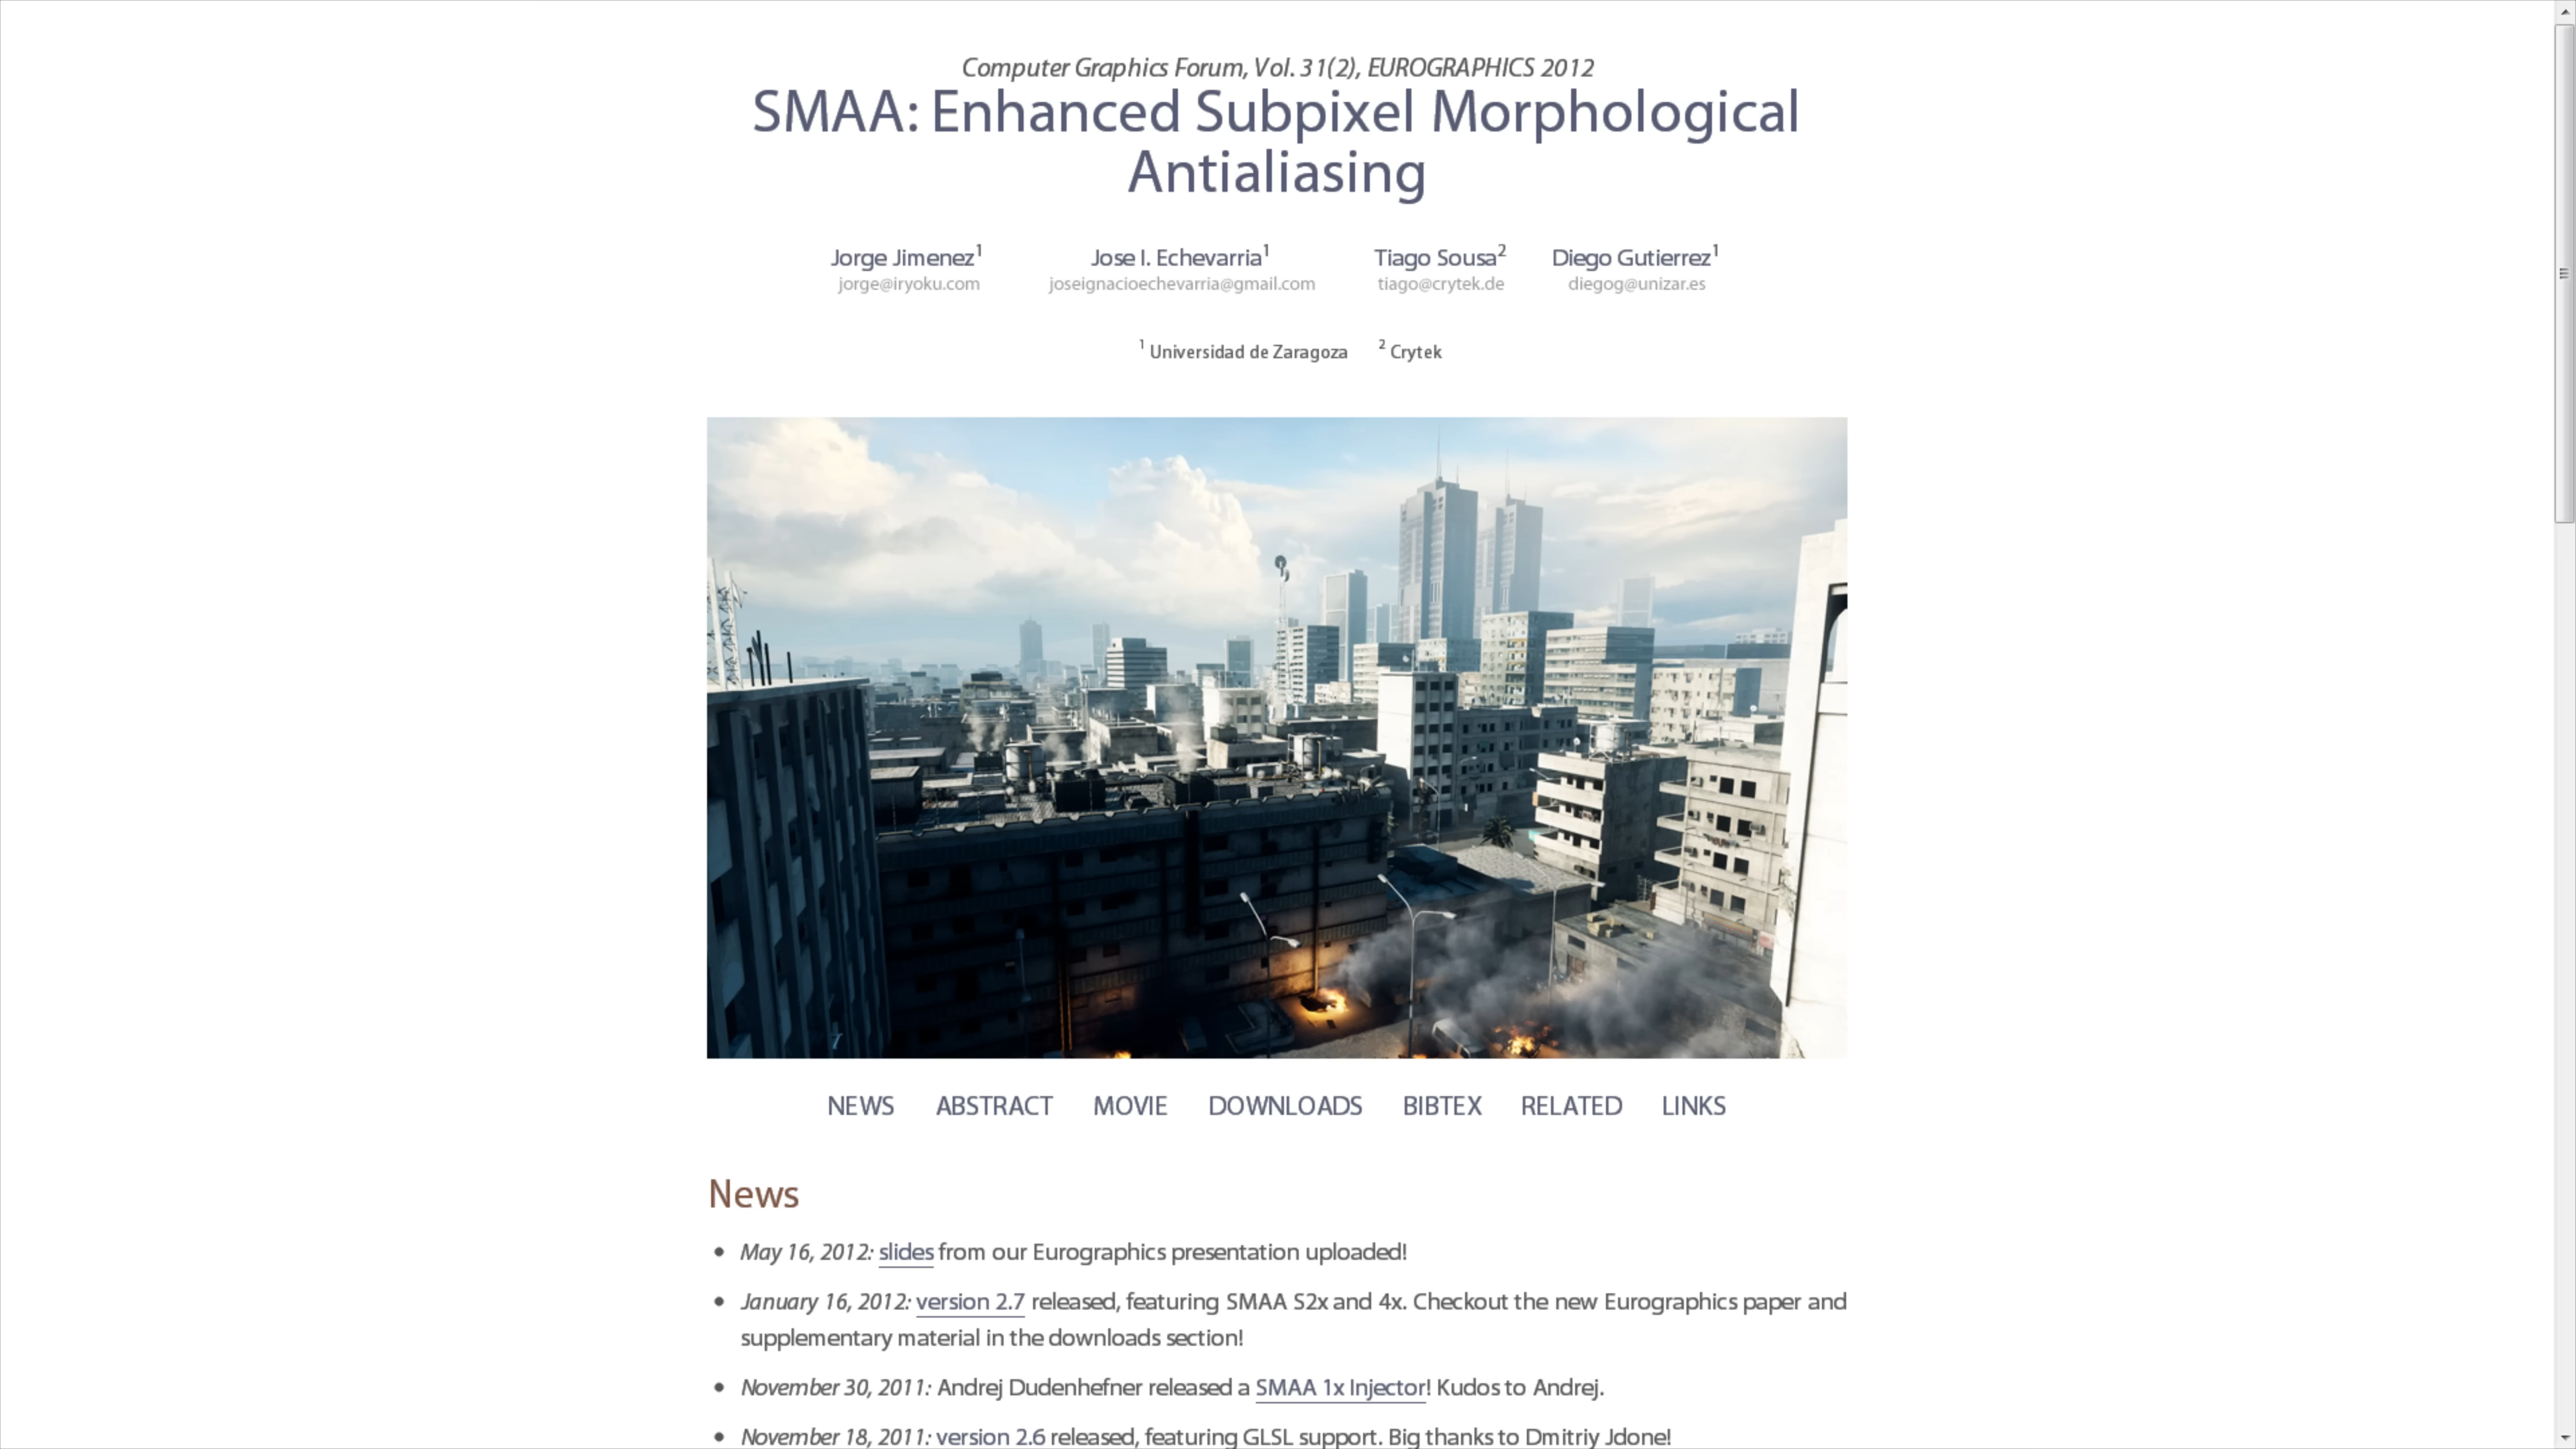 Computer Graphics Forum, Vol. 31(2), EUROGRAPHICS 2012
SMAA: Enhanced Subpixel Morphological
Antialiasing
Jorge Jimenez1 Jose I. Echevarria1 Tiago Sousa2 Diego Gutierrez1
jorge@iryoku.com joseignacioechevarria@gmail.com tiago@crytek.de diegog@unizar.es
1 Universidad de Zaragoza 2 Crytek
NEWS ABSTRACT MOVIE DOWNLOADS BIBTEX RELATED LINKS
News
• May 16, 2012: slides from our Eurographics presentation uploaded!
• January 16, 2012: version 2.7 released, featuring SMAA S2x and 4x. Checkout the new Eurographics paper and
supplementary material in the downloads section!
• November 30, 2011: Andrej Dudenhefner released a SMAA 1x Injector! Kudos to Andrej.
• November 18, 2011: version 2.6 released, featuring GLSL support. Big thanks to Dmitriy Jdone!